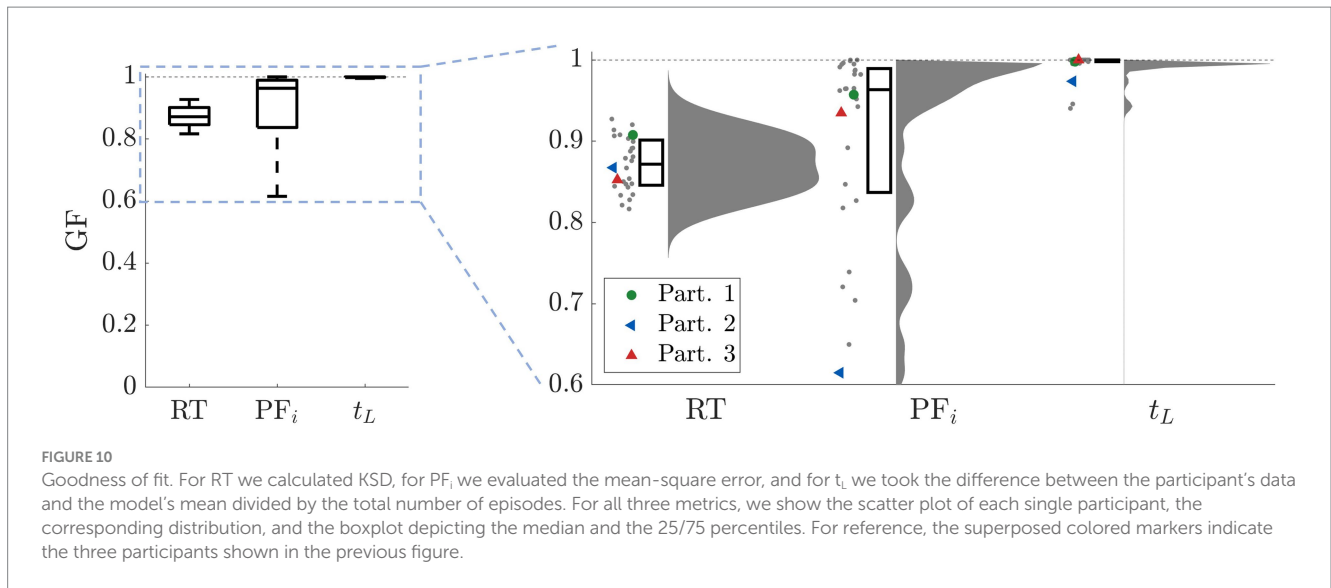 1
0.8
0.6
0.4
0.2
0
GF
RT PF_i t_L
1
0.9
0.8
0.7
0.6
Part. 1
Part. 2
Part. 3
RT PF_i t_L
FIGURE 10
Goodness of fit. For RT we calculated KSD, for PF_i we evaluated the mean-square error, and for t_L we took the difference between the participant's data
and the model's mean divided by the total number of episodes. For all three metrics, we show the scatter plot of each single participant, the
corresponding distribution, and the boxplot depicting the median and the 25/75 percentiles. For reference, the superposed colored markers indicate
the three participants shown in the previous figure.